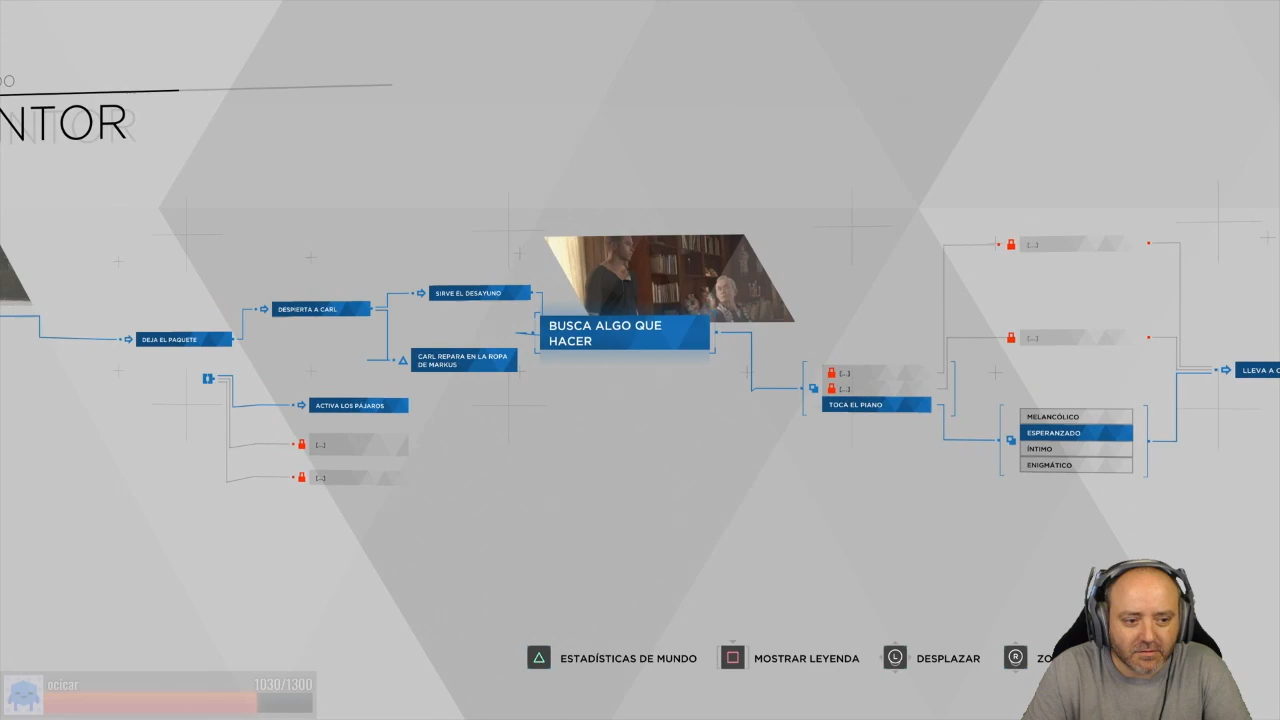 DO
NTOR
SIRVE EL DESAYUNO
DESPIERTA A CARL
DEJA EL PAQUETE
BUSCA ALGO QUE
HACER
CARL REPARA EN LA ROPA
DE MARKUS
ACTIVA LOS PÁJAROS
[...]
[...]
[...]
[...]
TOCA EL PIANO
[...]
[...]
MELANCÓLICO
ESPERANZADO
ÍNTIMO
ENIGMÁTICO
LLEVA A C
ESTADÍSTICAS DE MUNDO
MOSTRAR LEYENDA
L
DESPLAZAR
R
ZO
ocicar
1030/1300